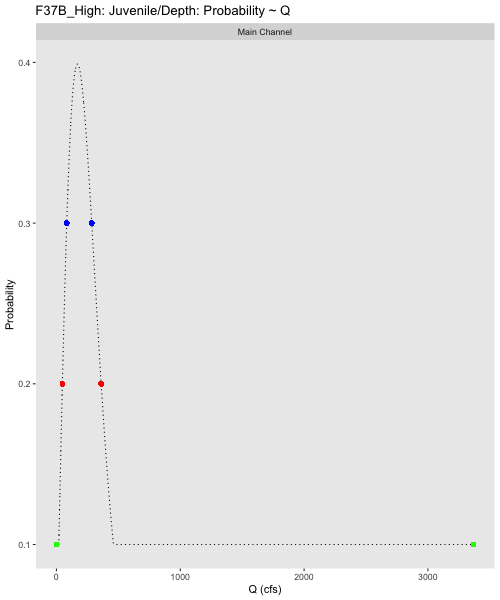 F37B_High: Juvenile/Depth: Probability ~ Q
Main Channel
0.4
0.3
0.2
0.1
Probability
0
1000
2000
3000
Q (cfs)